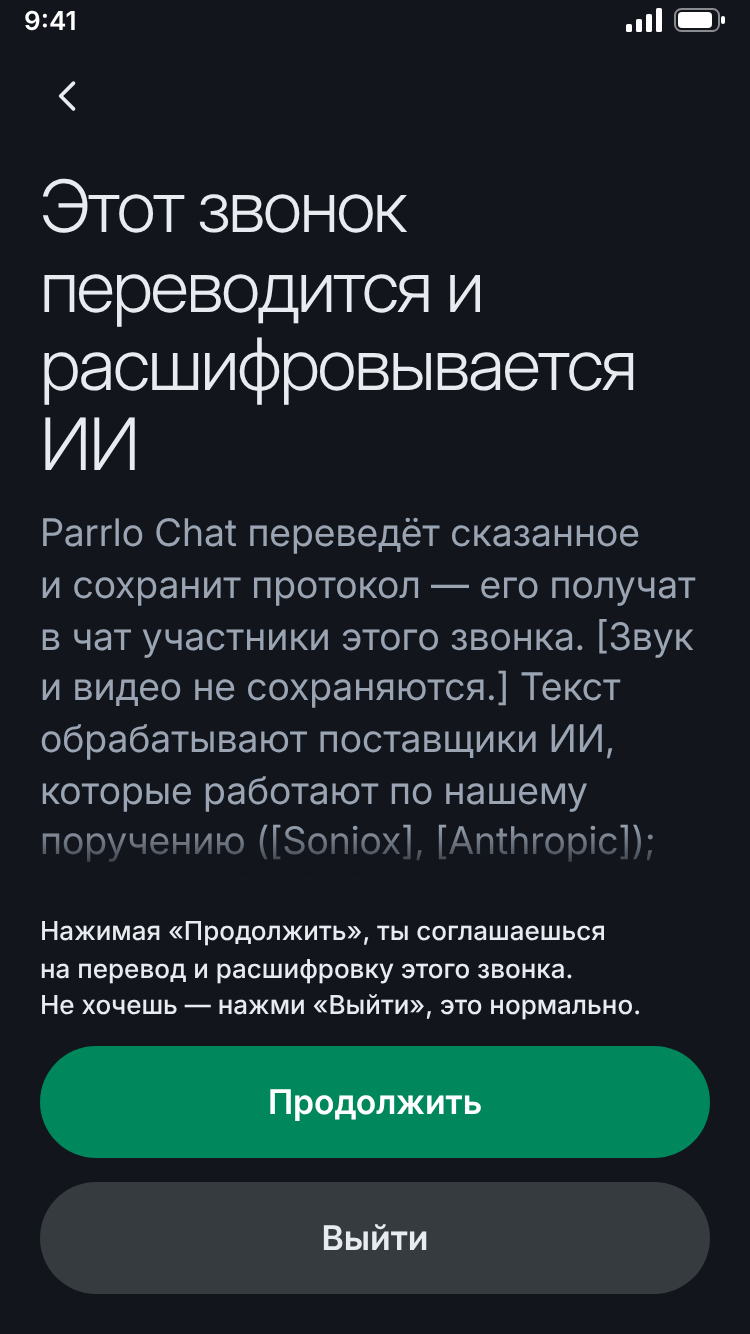 9:41
Этот звонок
переводится и
расшифровывается
ИИ
Parrlo Chat переведёт сказанное
и сохранит протокол — его получат
в чат участники этого звонка. [Звук
и видео не сохраняются.] Текст
обрабатывают поставщики ИИ,
которые работают по нашему
поручению ([Soniox], [Anthropic]);
Нажимая «Продолжить», ты соглашаешься
на перевод и расшифровку этого звонка.
Не хочешь — нажми «Выйти», это нормально.
Продолжить
Выйти